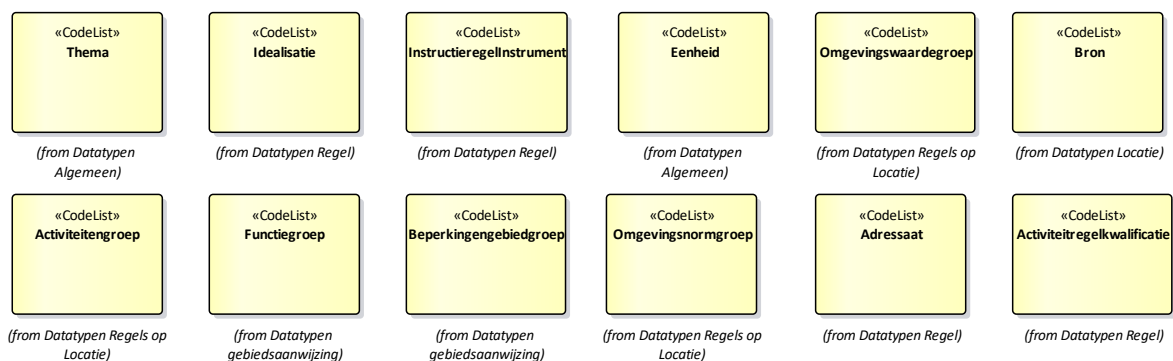 «CodeList»
Thema
(from Datatypen
Algemeen)
«CodeList»
Idealisatie
(from Datatypen Regel)
«CodeList»
InstructieregelInstrument
(from Datatypen Regel)
«CodeList»
Eenheid
(from Datatypen
Algemeen)
«CodeList»
Omgevingswaardegroep
(from Datatypen Regels op
Locatie)
«CodeList»
Bron
(from Datatypen Locatie)
«CodeList»
Activiteitengroep
(from Datatypen Regels op
Locatie)
«CodeList»
Functiegroep
(from Datatypen
gebiedsaanwijzing)
«CodeList»
Beperkingengebiedgroep
(from Datatypen
gebiedsaanwijzing)
«CodeList»
Omgevingsnormgroep
(from Datatypen Regels op
Locatie)
«CodeList»
Adressaat
(from Datatypen Regel)
«CodeList»
Activiteitregelkwalificatie
(from Datatypen Regel)